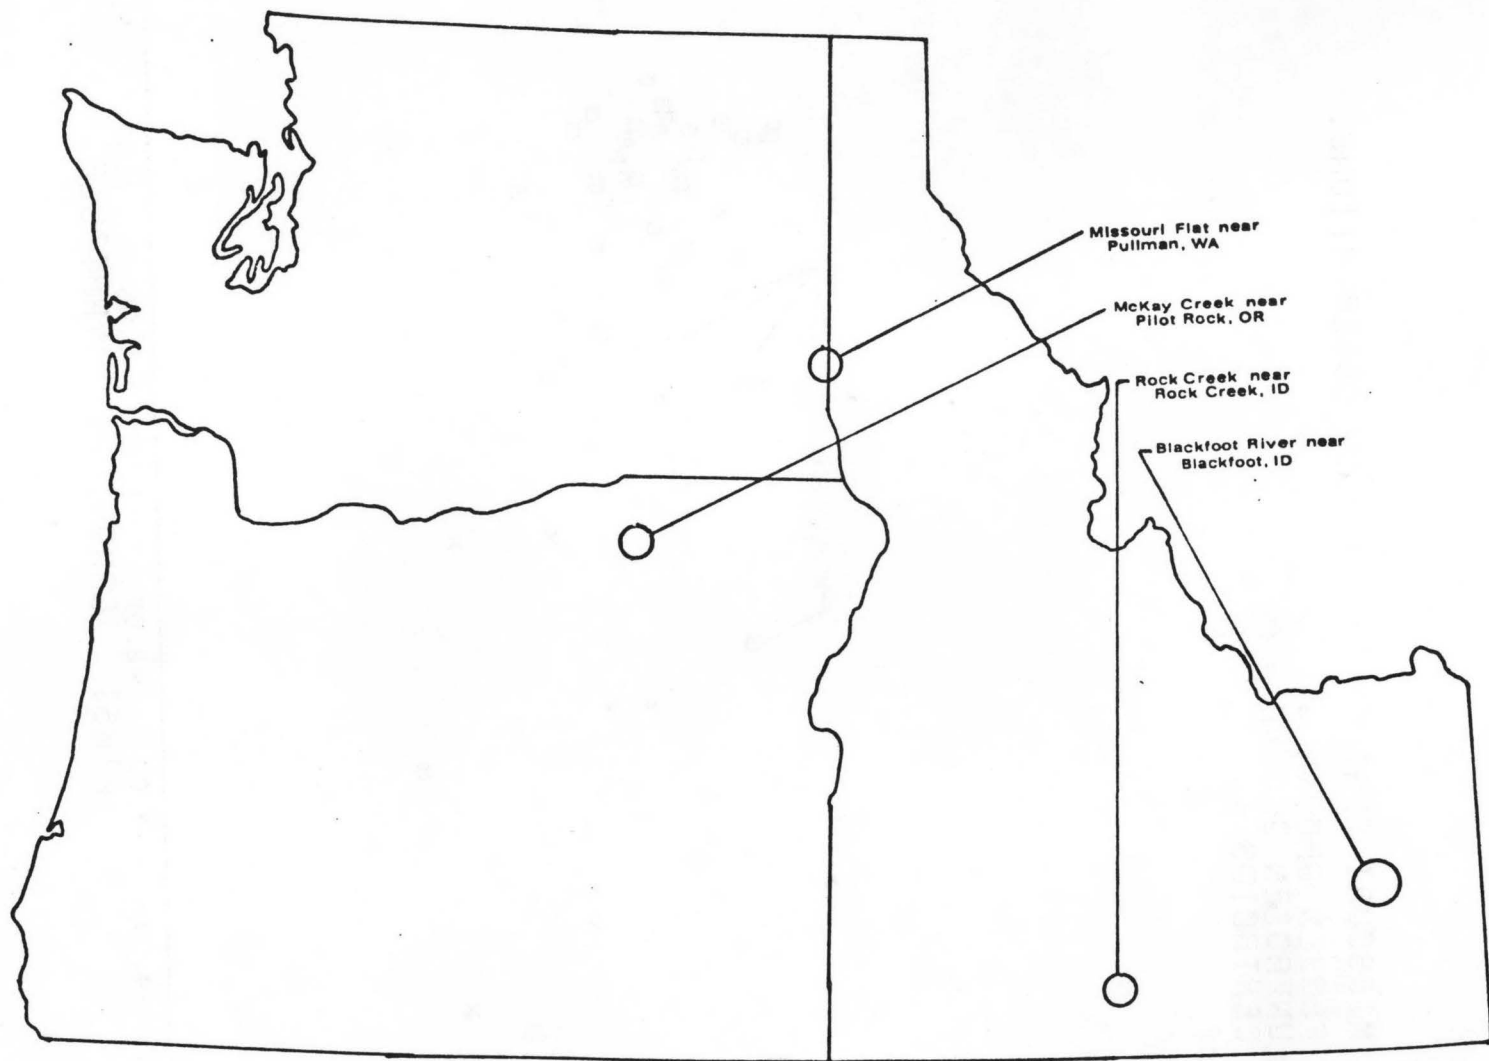 Missouri Flat near
Pullman, WA
McKay Creek near
Pilot Rock, OR
Rock Creek near
Rock Creek, ID
Blackfoot River near
Blackfoot, ID